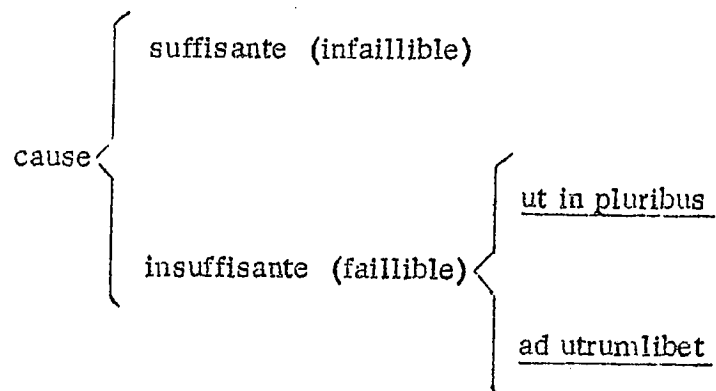 suffisante (infaillible)
cause
ut in pluribus
insuffisante (faillible)
ad utrumlibet